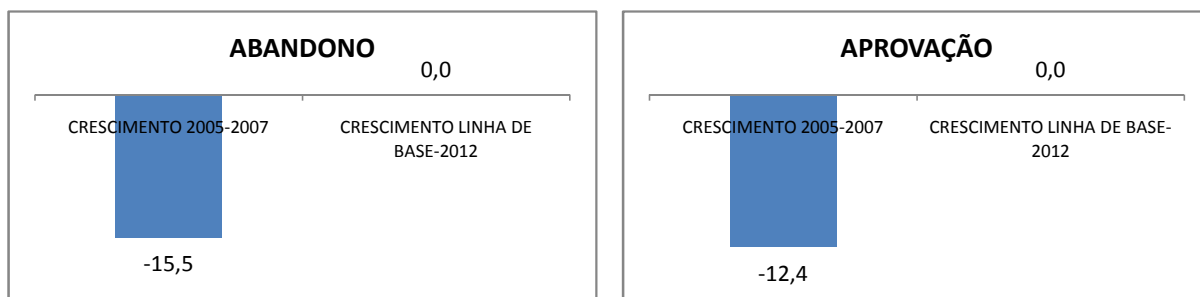 ABANDONO
0,0
CRESCIMENTO 2005-2007
CRESCIMENTO LINHA DE
BASE-2012
-15,5
APROVAÇÃO
0,0
CRESCIMENTO 2005-2007
CRESCIMENTO LINHA DE BASE-
2012
-12,4